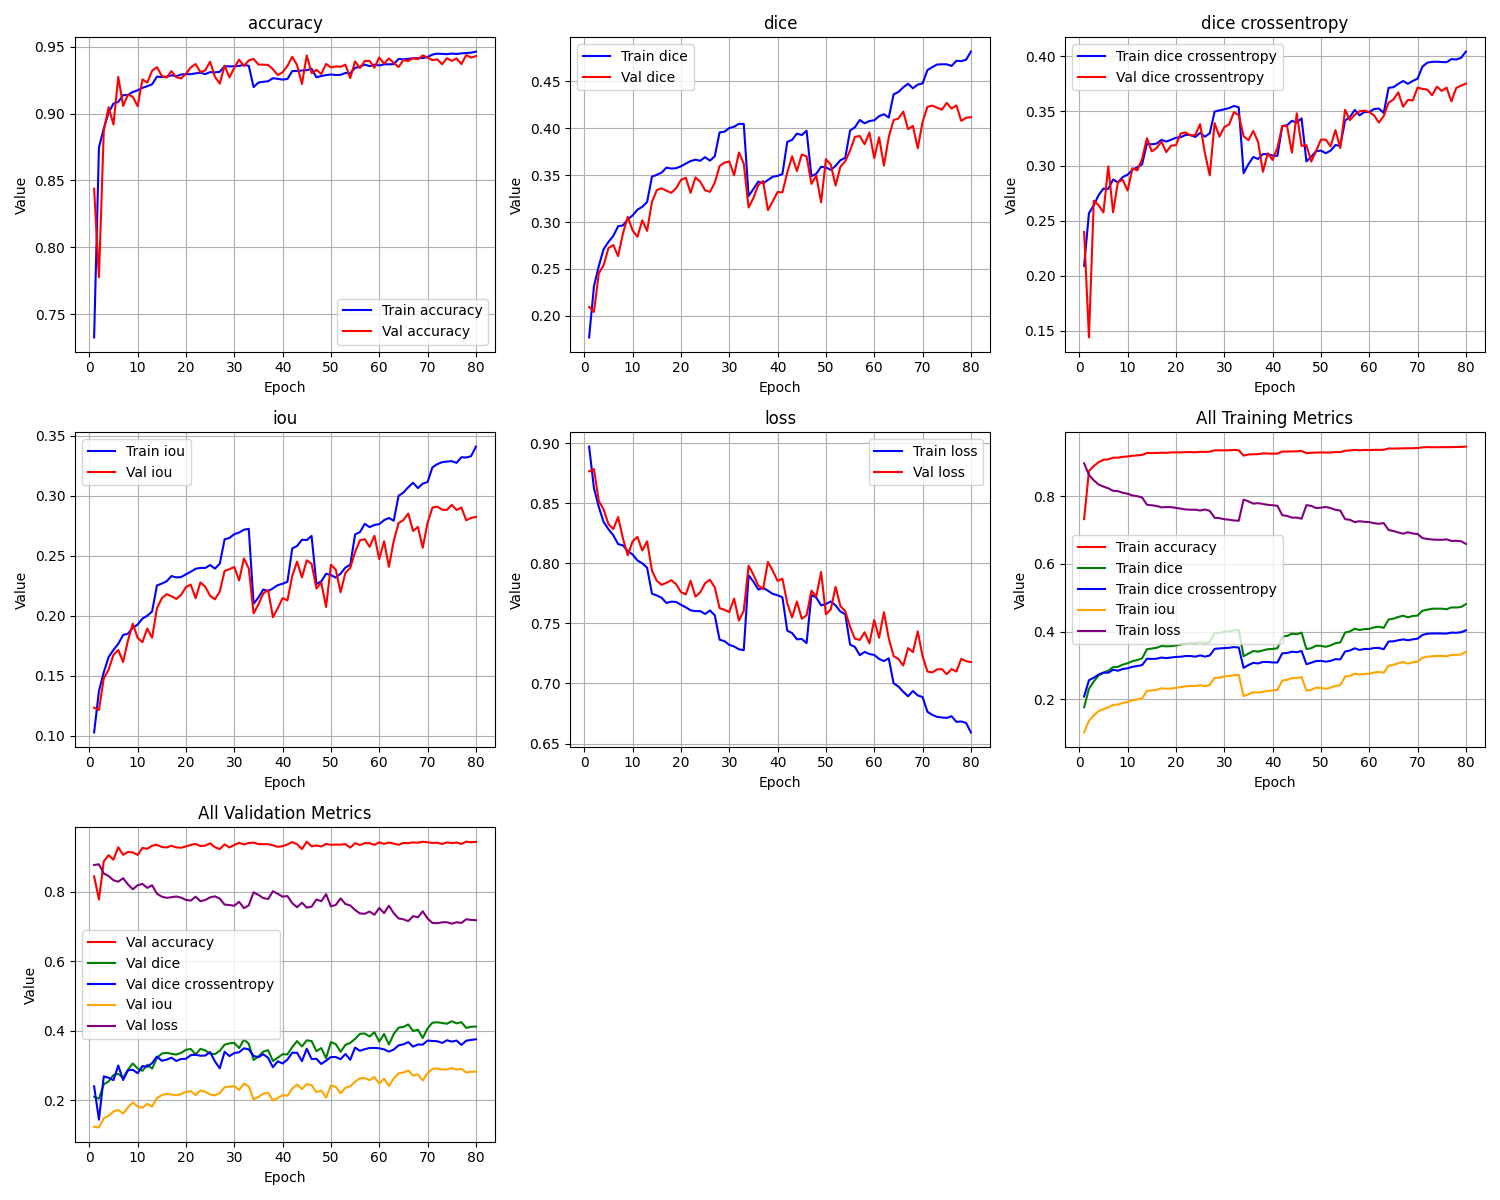 accuracy
0.95
0.90
0.85
0.80
0.75
Value
0 10 20 30 40 50 60 70 80
Epoch
Train accuracy
Val accuracy
dice
0.45
0.40
0.35
0.30
0.25
0.20
Value
0 10 20 30 40 50 60 70 80
Epoch
Train dice
Val dice
dice crossentropy
0.40
0.35
0.30
0.25
0.20
0.15
Value
0 10 20 30 40 50 60 70 80
Epoch
Train dice crossentropy
Val dice crossentropy
iou
0.35
0.30
0.25
0.20
0.15
0.10
Value
0 10 20 30 40 50 60 70 80
Epoch
Train iou
Val iou
loss
0.90
0.85
0.80
0.75
0.70
0.65
Value
0 10 20 30 40 50 60 70 80
Epoch
Train loss
Val loss
All Training Metrics
0.8
0.6
0.4
0.2
Value
0 10 20 30 40 50 60 70 80
Epoch
Train accuracy
Train dice
Train dice crossentropy
Train iou
Train loss
All Validation Metrics
0.8
0.6
0.4
0.2
Value
0 10 20 30 40 50 60 70 80
Epoch
Val accuracy
Val dice
Val dice crossentropy
Val iou
Val loss